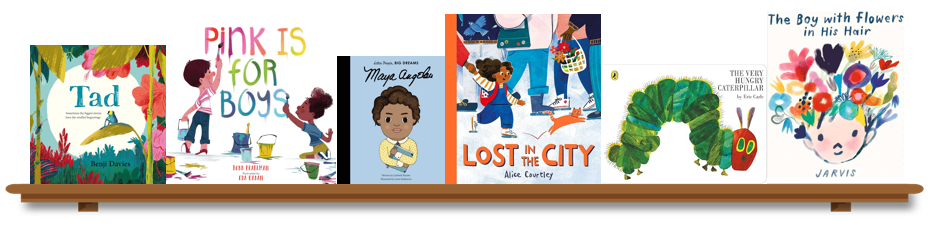 Tad
Benji Davies
PiNK iS
FoR
BOYS
ROBB PEARLMAN
EDA KABAN
Little People, BIG DREAMS
Maya Angelou
LOST IN THE CITY
Alice Courtley
THE VERY
HUNGRY
CATERPILLAR
by Eric Carle
The Boy with flowers
in His Hair
JARVIS